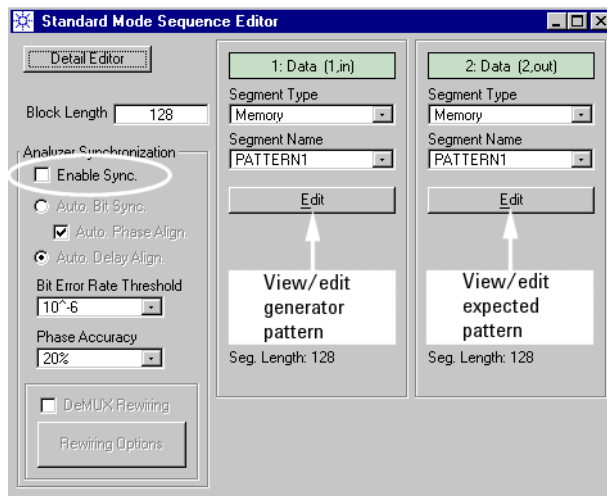 Standard Mode Sequence Editor
Detail Editor
Block Length 128
Analyzer Synchronization
Enable Sync.
Auto. Bit Sync.
Auto. Phase Align.
Auto. Delay Align.
Bit Error Rate Threshold
10^-6
Phase Accuracy
20%
DeMUX Rewiring
Rewiring Options
1: Data (1,in)
Segment Type
Memory
Segment Name
PATTERN1
Edit
View/edit
generator
pattern
Seg. Length: 128
2: Data (2,out)
Segment Type
Memory
Segment Name
PATTERN1
Edit
View/edit
expected
pattern
Seg. Length: 128